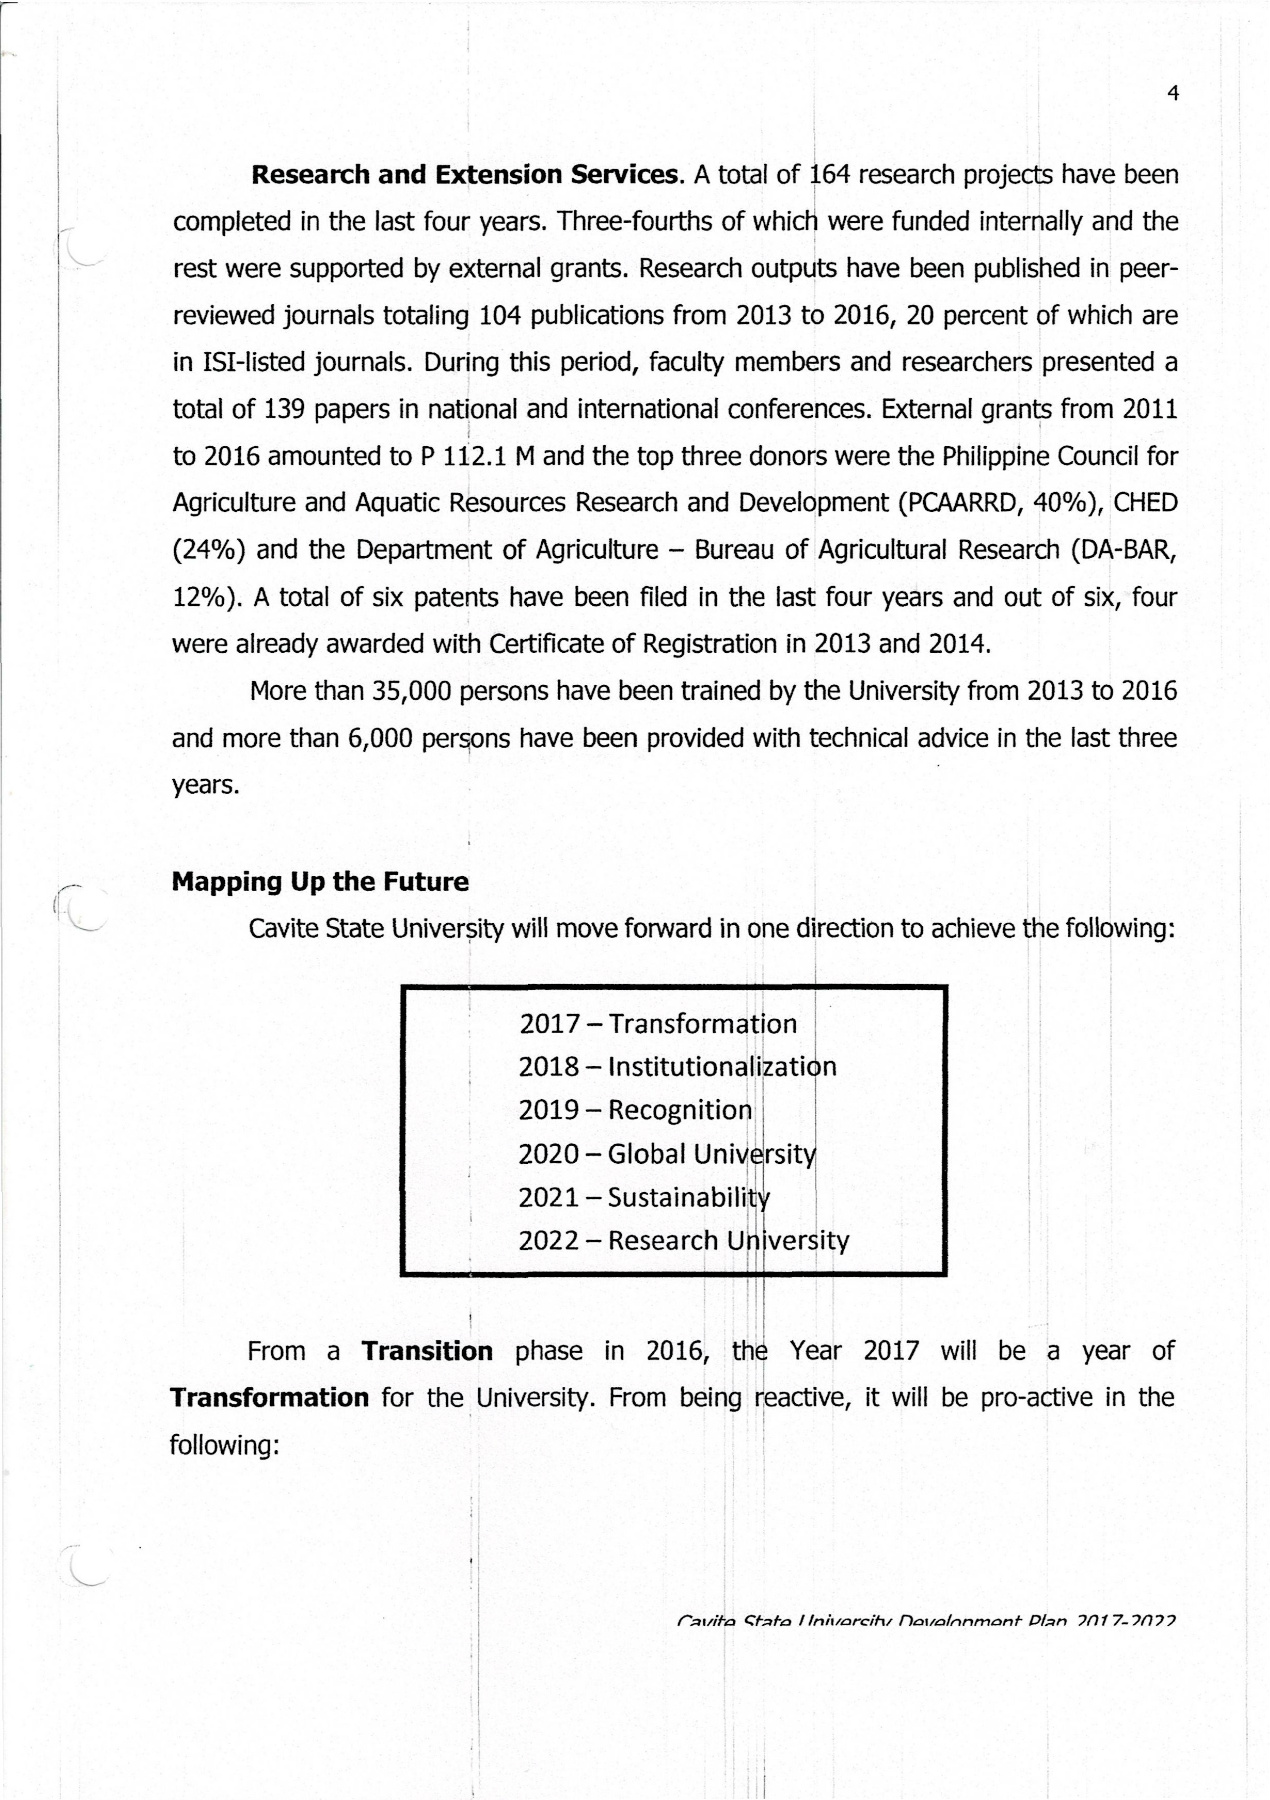 4
Research and Extension Services. A total of 164 research projects have been
completed in the last four years. Three-fourths of which were funded internally and the
rest were supported by external grants. Research outputs have been published in peer-
reviewed journals totaling 104 publications from 2013 to 2016, 20 percent of which are
in ISI-listed journals. During this period, faculty members and researchers presented a
total of 139 papers in national and international conferences. External grants from 2011
to 2016 amounted to P 112.1 M and the top three donors were the Philippine Council for
Agriculture and Aquatic Resources Research and Development (PCAARRD, 40%), CHED
(24%) and the Department of Agriculture – Bureau of Agricultural Research (DA-BAR,
12%). A total of six patents have been filed in the last four years and out of six, four
were already awarded with Certificate of Registration in 2013 and 2014.
More than 35,000 persons have been trained by the University from 2013 to 2016
and more than 6,000 persons have been provided with technical advice in the last three
years.
Mapping Up the Future
Cavite State University will move forward in one direction to achieve the following:
2017 – Transformation
2018 – Institutionalization
2019 – Recognition
2020 – Global University
2021 – Sustainability
2022 – Research University
From a Transition phase in 2016, the Year 2017 will be a year of
Transformation for the University. From being reactive, it will be pro-active in the
following:
Cavite State University Development Plan 2017-2022